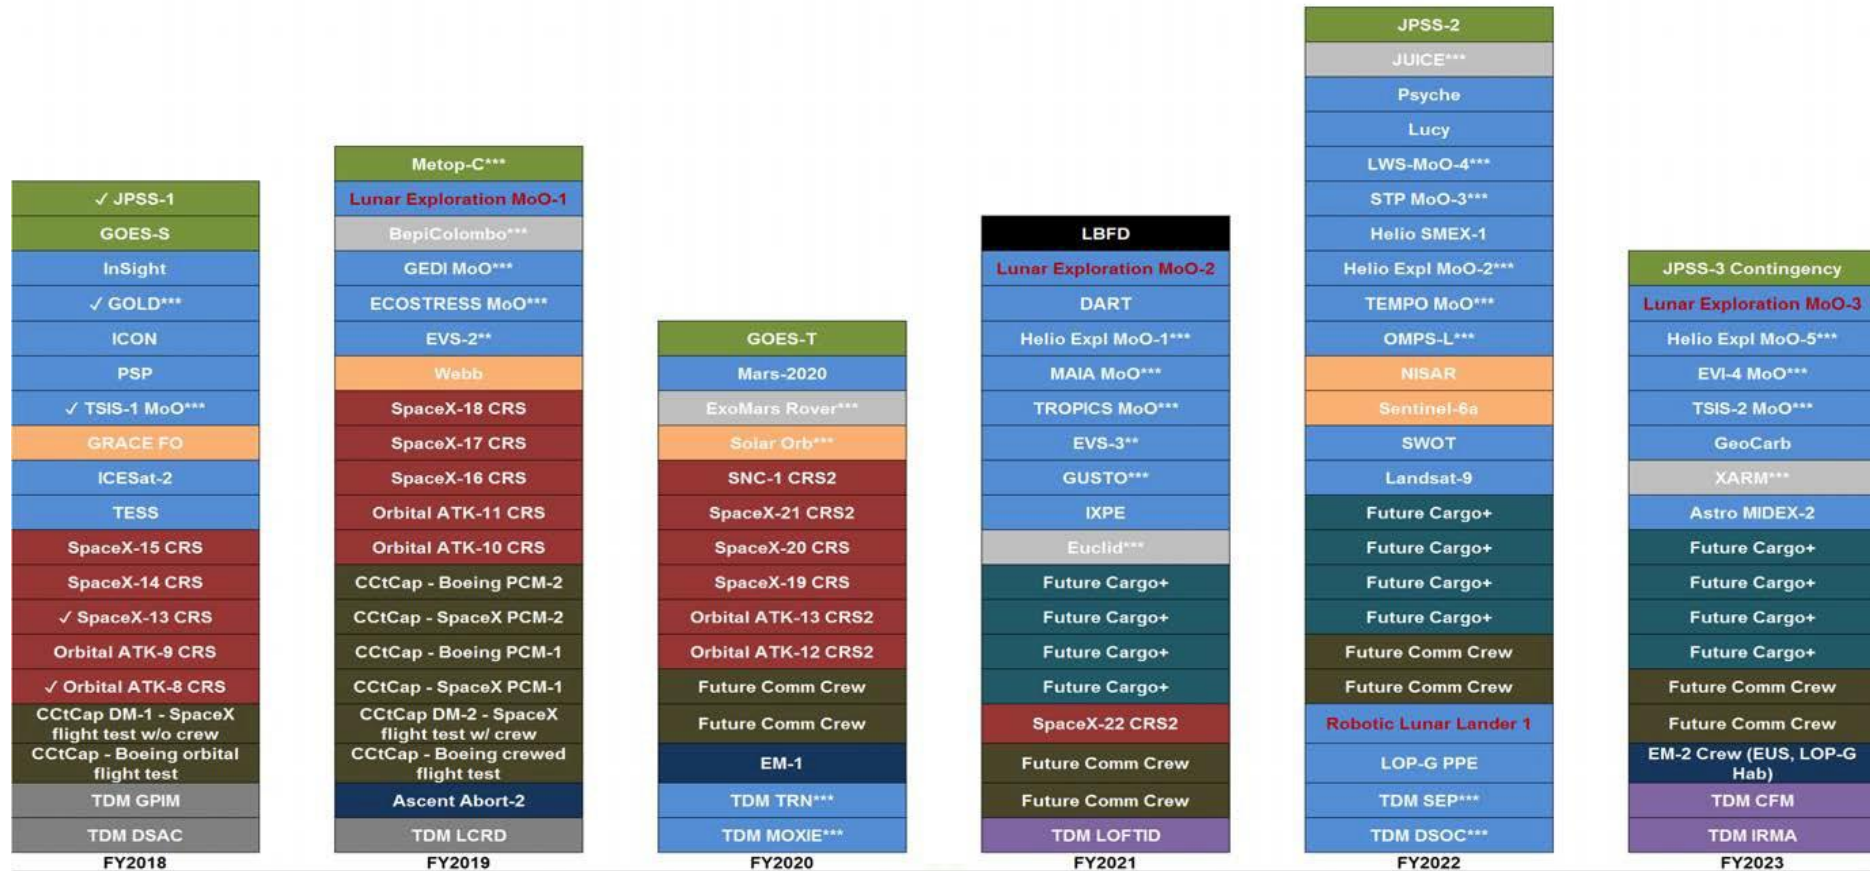 ✓ JPSS-1
GOES-S
InSight
✓ GOLD***
ICON
PSP
✓ TSIS-1 MoO***
GRACE FO
ICESat-2
TESS
SpaceX-15 CRS
SpaceX-14 CRS
✓ SpaceX-13 CRS
Orbital ATK-9 CRS
✓ Orbital ATK-8 CRS
CCtCap DM-1 - SpaceX
flight test w/o crew
CCtCap - Boeing orbital
flight test
TDM GPIM
TDM DSAC
FY2018
Metop-C***
Lunar Exploration MoO-1
BepiColombo***
GEDI MoO***
ECOSTRESS MoO***
EVS-2**
Webb
SpaceX-18 CRS
SpaceX-17 CRS
SpaceX-16 CRS
Orbital ATK-11 CRS
Orbital ATK-10 CRS
CCtCap - Boeing PCM-2
CCtCap - SpaceX PCM-2
CCtCap - Boeing PCM-1
CCtCap - SpaceX PCM-1
CCtCap DM-2 - SpaceX
flight test w/ crew
CCtCap - Boeing crewed
flight test
Ascent Abort-2
TDM LCRD
FY2019
GOES-T
Mars-2020
ExoMars Rover***
Solar Orb***
SNC-1 CRS2
SpaceX-21 CRS2
SpaceX-20 CRS
SpaceX-19 CRS
Orbital ATK-13 CRS2
Orbital ATK-12 CRS2
Future Comm Crew
Future Comm Crew
EM-1
TDM TRN***
TDM MOXIE***
FY2020
LBFD
Lunar Exploration MoO-2
DART
Helio Expl MoO-1***
MAIA MoO***
TROPICS MoO***
EVS-3**
GUSTO***
IXPE
Euclid***
Future Cargo+
Future Cargo+
Future Cargo+
Future Cargo+
SpaceX-22 CRS2
Future Comm Crew
Future Comm Crew
TDM LOFTID
FY2021
JPSS-2
JUICE***
Psyche
Lucy
LWS-MoO-4***
STP MoO-3***
Helio SMEX-1
Helio Expl MoO-2***
TEMPO MoO***
OMPS-L***
NISAR
Sentinel-6a
SWOT
Landsat-9
Future Cargo+
Future Cargo+
Future Cargo+
Future Cargo+
Future Comm Crew
Future Comm Crew
Robotic Lunar Lander 1
LOP-G PPE
TDM SEP***
TDM DSOC***
FY2022
JPSS-3 Contingency
Lunar Exploration MoO-3
Helio Expl MoO-5***
EVI-4 MoO***
TSIS-2 MoO***
GeoCarb
XARM***
Astro MIDEX-2
Future Cargo+
Future Cargo+
Future Cargo+
Future Cargo+
Future Comm Crew
Future Comm Crew
EM-2 Crew (EUS, LOP-G
Hab)
TDM CFM
TDM IRMA
FY2023